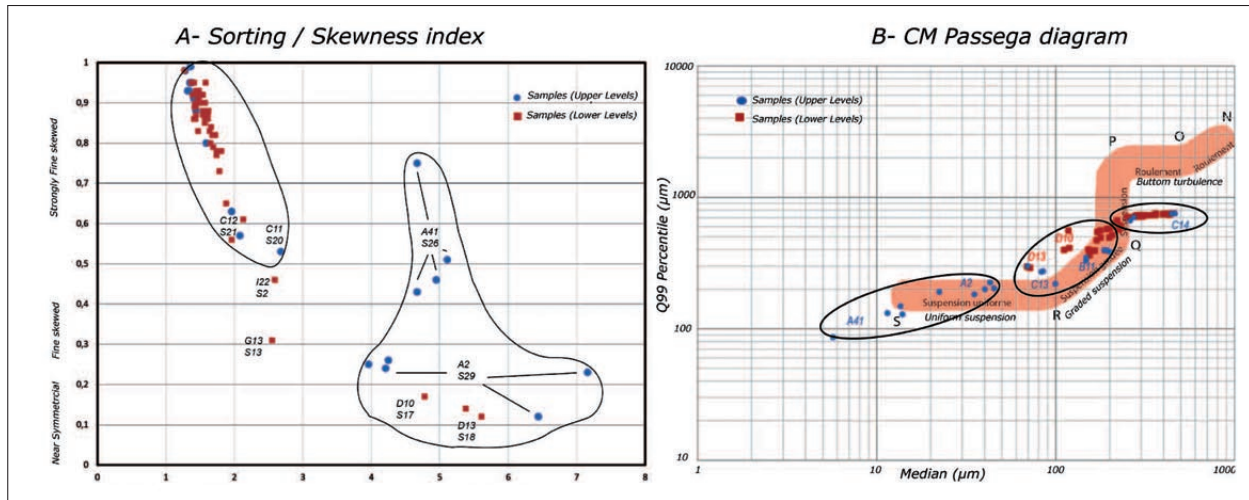 A- Sorting / Skewness index
1
0,9
0,8
0,7
0,6
0,5
0,4
0,3
0,2
0,1
0
0
1
2
3
4
5
6
7
8
Strongly Fine skewed
Fine skewed
Near Symmetrcial
Samples (Upper Levels)
Samples (Lower Levels)
C12
S21
C11
S20
I22
S2
G13
S13
A41
S26
A2
S29
D10
S17
D13
S18
B- CM Passega diagram
10000
1000
100
10
1
10
100
1000
Q99 Percentile (µm)
Median (µm)
Samples (Upper Levels)
Samples (Lower Levels)
N
O
P
Roulement
Roulement
Buttom turbulence
C14
Q
D10
D13
B11
C13
Graded suspension
R
A2
Suspension uniforme
Uniform suspension
A41
S